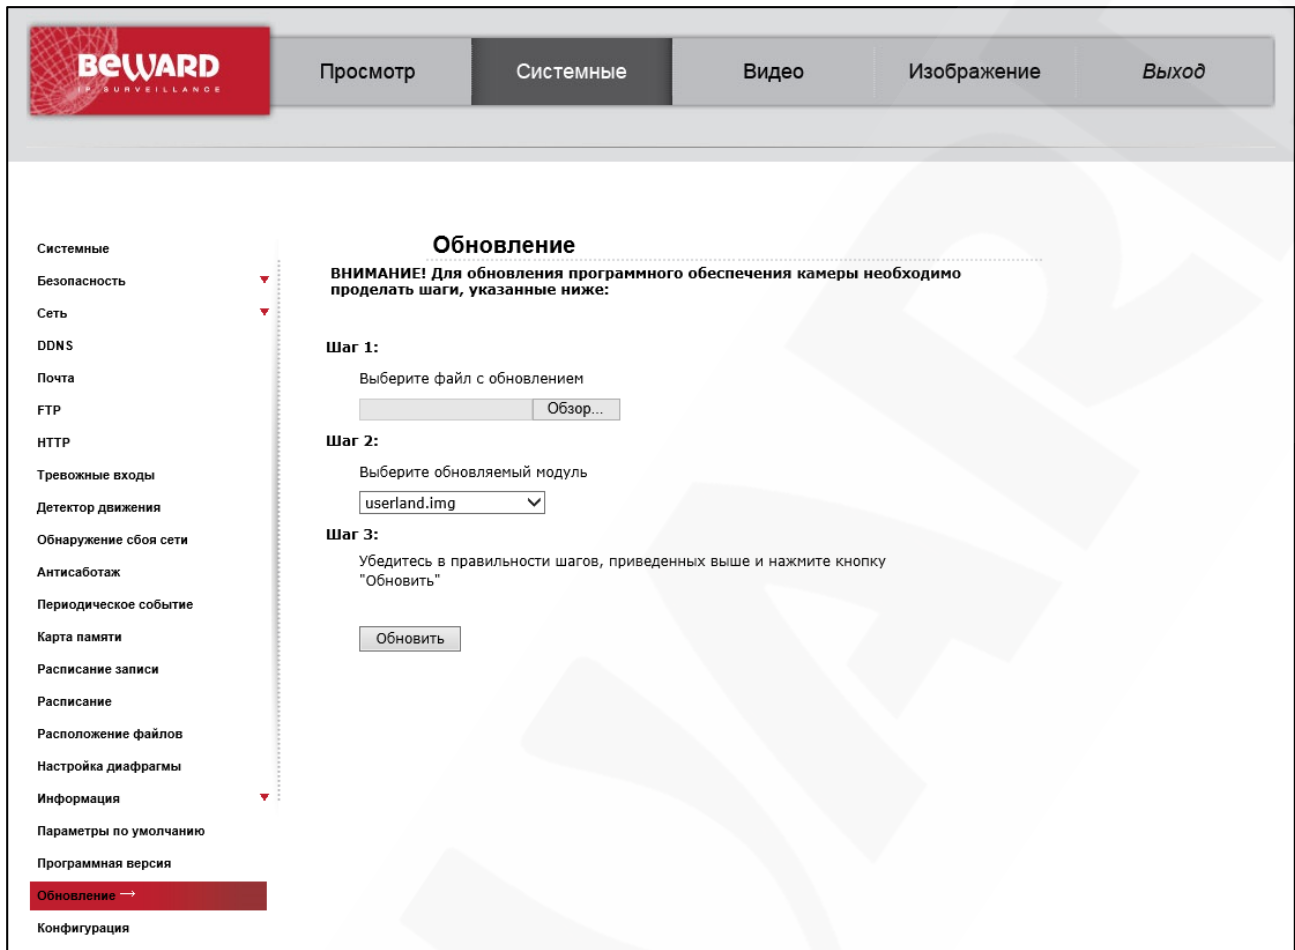 BEWARD
IP SURVEILLANCE
Просмотр
Системные
Видео
Изображение
Выход
Системные
Безопасность
Сеть
DDNS
Почта
FTP
HTTP
Тревожные входы
Детектор движения
Обнаружение сбоя сети
Антисаботаж
Периодическое событие
Карта памяти
Расписание записи
Расписание
Расположение файлов
Настройка диафрагмы
Информация
Параметры по умолчанию
Программная версия
Обновление →
Конфигурация
Обновление
ВНИМАНИЕ! Для обновления программного обеспечения камеры необходимо
проделать шаги, указанные ниже:
Шаг 1:
Выберите файл с обновлением
Обзор...
Шаг 2:
Выберите обновляемый модуль
userland.img
Шаг 3:
Убедитесь в правильности шагов, приведенных выше и нажмите кнопку
"Обновить"
Обновить